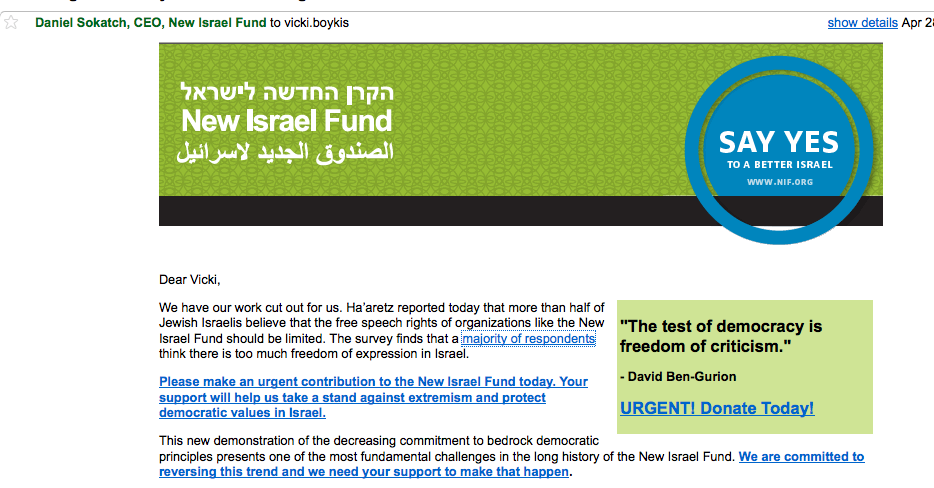 Daniel Sokatch, CEO, New Israel Fund to vicki.boykis
show details Apr 28
הקרן החדשה לישראל
New Israel Fund
الصندوق الجديد لاسرائيل
SAY YES
TO A BETTER ISRAEL
WWW.NIF.ORG
Dear Vicki,
We have our work cut out for us. Ha'aretz reported today that more than half of
Jewish Israelis believe that the free speech rights of organizations like the New
Israel Fund should be limited. The survey finds that a majority of respondents
think there is too much freedom of expression in Israel.
"The test of democracy is
freedom of criticism."
- David Ben-Gurion
URGENT! Donate Today!
Please make an urgent contribution to the New Israel Fund today. Your
support will help us take a stand against extremism and protect
democratic values in Israel.
This new demonstration of the decreasing commitment to bedrock democratic
principles presents one of the most fundamental challenges in the long history of the New Israel Fund. We are committed to
reversing this trend and we need your support to make that happen.